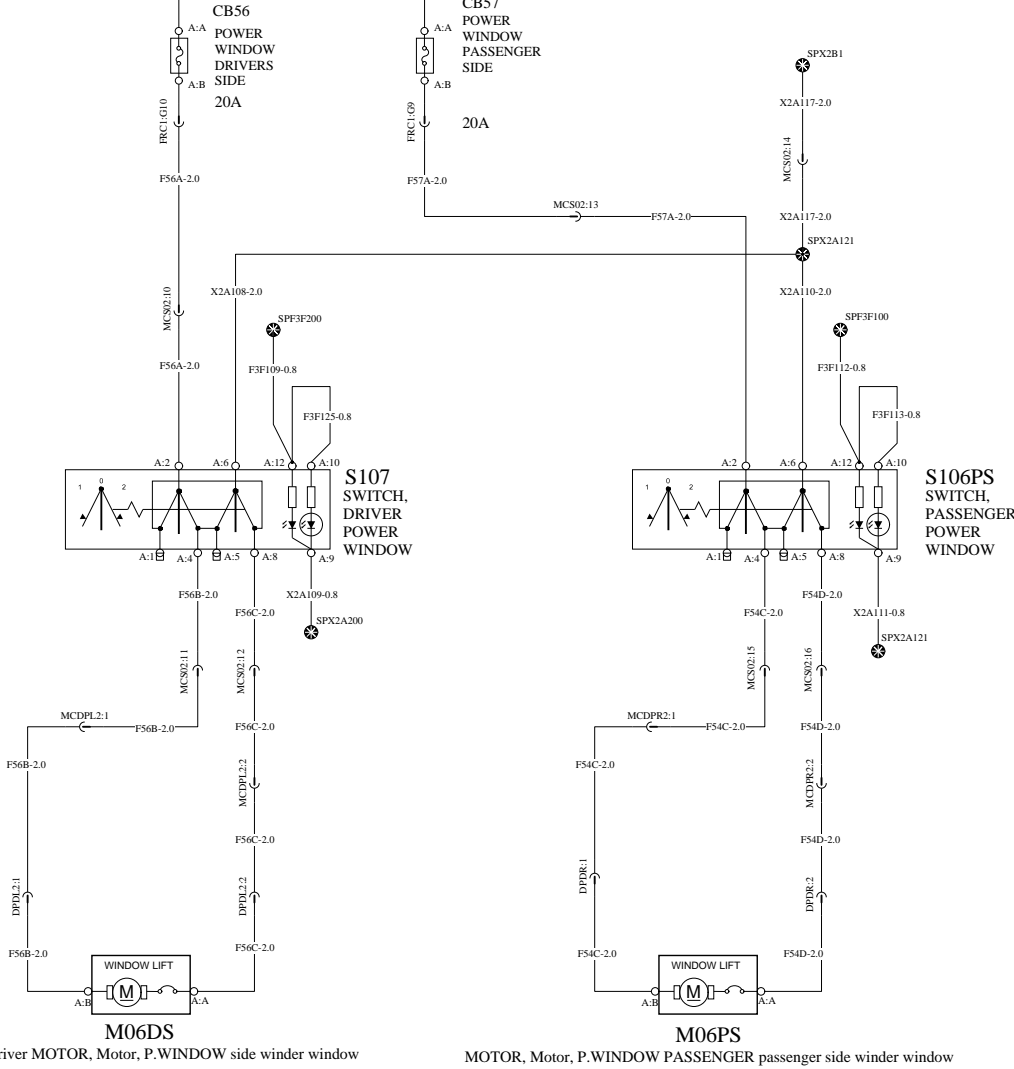 CB56
A:A
POWER
WINDOW
DRIVERS
SIDE
A:B
20A
FRC1:G10
F56A-2.0
MCS02:10
F56A-2.0
CB57
A:A
POWER
WINDOW
PASSENGER
SIDE
A:B
20A
FRC1:G9
F57A-2.0
MCS02:13
F57A-2.0
SPX2B1
X2A117-2.0
MCS02:14
X2A117-2.0
SPX2A121
X2A108-2.0
X2A110-2.0
SPF3F200
F3F109-0.8
F3F125-0.8
SPF3F100
F3F112-0.8
F3F113-0.8
A:2
A:6
A:12
A:10
1
0
2
S107
SWITCH,
DRIVER
POWER
WINDOW
A:1
A:4
A:5
A:8
A:9
A:2
A:6
A:12
A:10
1
0
2
S106PS
SWITCH,
PASSENGER
POWER
WINDOW
A:1
A:4
A:5
A:8
A:9
F56B-2.0
F56C-2.0
X2A109-0.8
SPX2A200
MCS02:11
MCS02:12
MCDPL2:1
F56B-2.0
F56C-2.0
F56B-2.0
MCDPL2:2
F56C-2.0
DPDL2:1
DPDL2:2
F56B-2.0
F56C-2.0
WINDOW LIFT
M
A:B
A:A
M06DS
river MOTOR, Motor, P.WINDOW side winder window
F54C-2.0
F54D-2.0
X2A111-0.8
SPX2A121
MCS02:15
MCS02:16
MCDPR2:1
F54C-2.0
F54D-2.0
F54C-2.0
MCDPR2:2
F54D-2.0
DPDR:1
DPDR:2
F54C-2.0
F54D-2.0
WINDOW LIFT
M
A:B
A:A
M06PS
MOTOR, Motor, P.WINDOW PASSENGER passenger side winder window